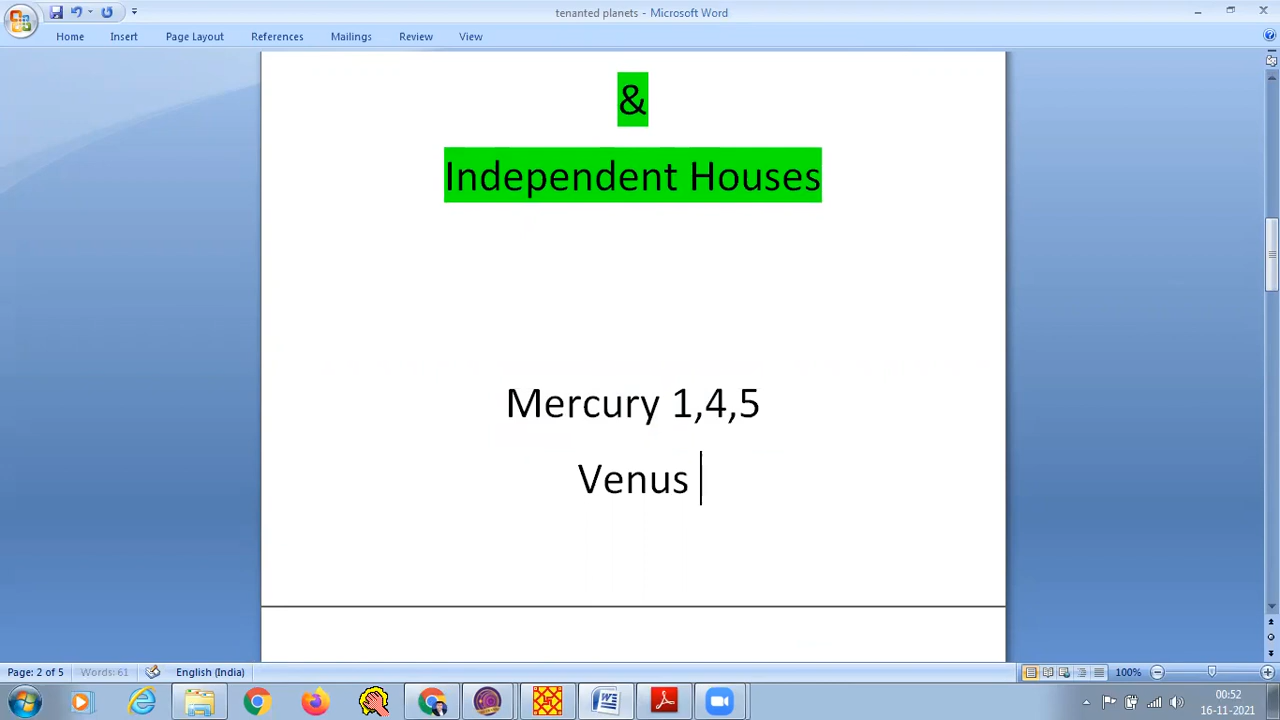 tenanted planets - Microsoft Word
Home Insert Page Layout References Mailings Review View
&
Independent Houses
Mercury 1,4,5
Venus
Page: 2 of 5 Words: 61 English (India) 100%
00:52
16-11-2021